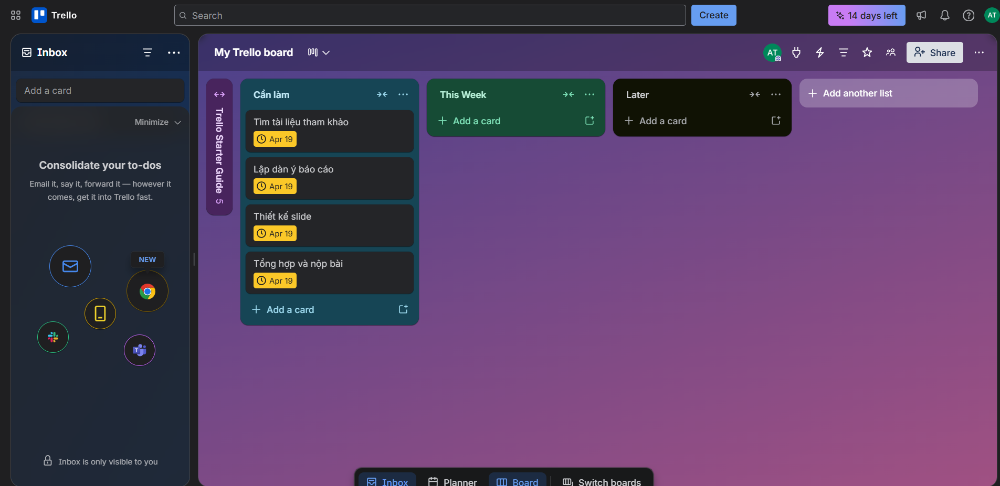 Trello
Search
Create
14 days left
AT
Inbox
Add a card
Minimize
Consolidate your to-dos
Email it, say it, forward it — however it
comes, get it into Trello fast.
NEW
T
Inbox is only visible to you
My Trello board
AT
Share
Trello Starter Guide 5
Cần làm
Tìm tài liệu tham khảo
Apr 19
Lập dàn ý báo cáo
Apr 19
Thiết kế slide
Apr 19
Tổng hợp và nộp bài
Apr 19
Add a card
This Week
Add a card
Later
Add a card
Add another list
Inbox
Planner
Board
Switch boards